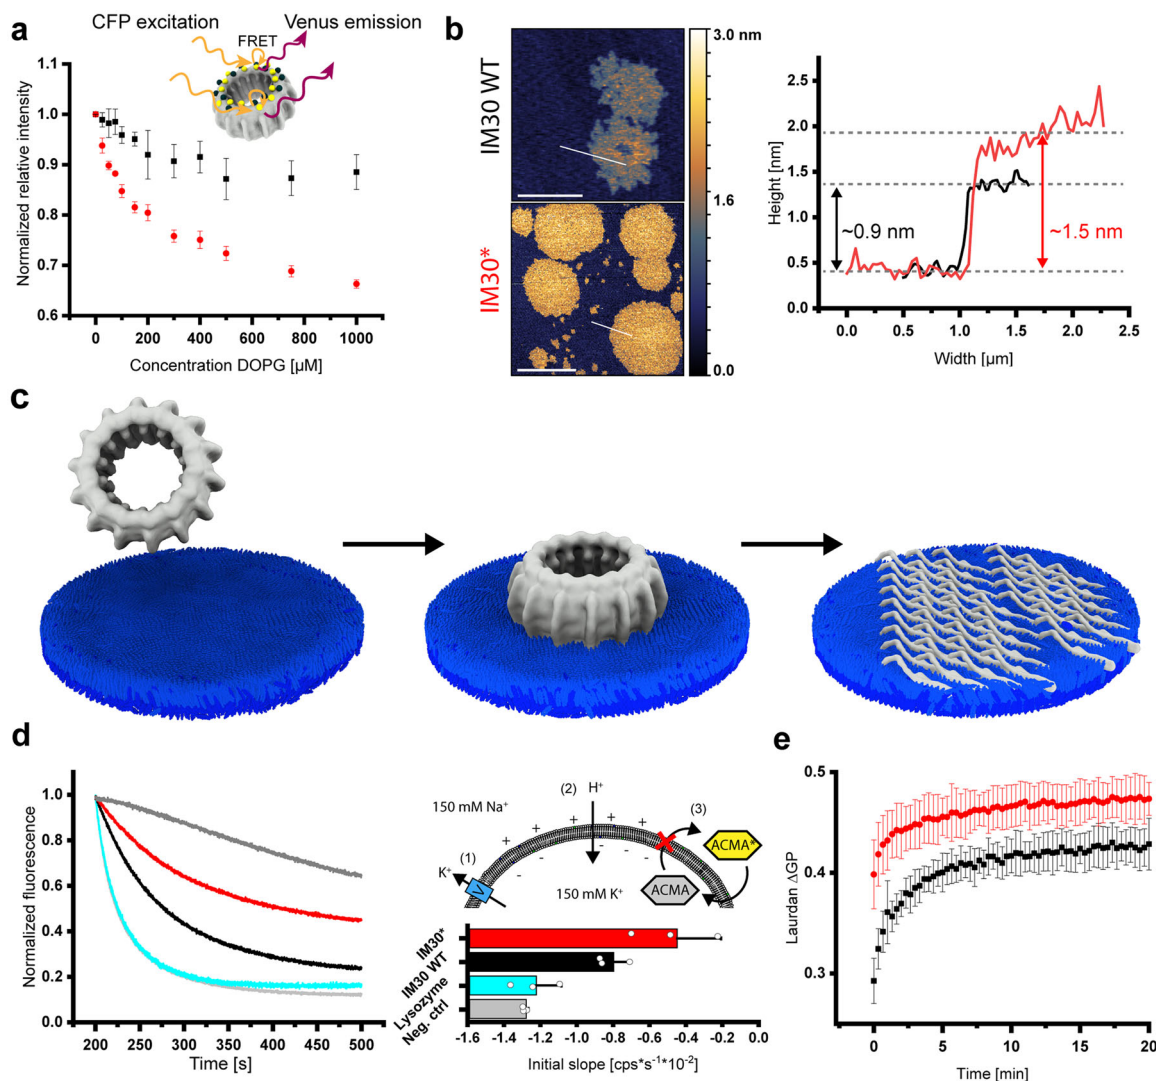 a
CFP excitation
Venus emission
FRET
Normalized relative intensity
1.1
1.0
0.9
0.8
0.7
0.6
0 200 400 600 800 1000
Concentration DOPG [µM]
b
IM30 WT
IM30*
3.0 nm
1.6
0.0
Height [nm]
2.5
2.0
1.5
1.0
0.5
0.0
~0.9 nm
~1.5 nm
0.0 0.5 1.0 1.5 2.0 2.5
Width [µm]
c
d
Normalized fluorescence
1.0
0.8
0.6
0.4
0.2
0.0
200 250 300 350 400 450 500
Time [s]
150 mM Na⁺
(2) H⁺
(3)
+ + + + + +
- - - - -
(1)
K⁺
V
150 mM K⁺
ACMA*
ACMA
IM30*
IM30 WT
Lysozyme
Neg. ctrl
-1.6 -1.4 -1.2 -1.0 -0.8 -0.6 -0.4 -0.2 0.0
Initial slope [cps*s⁻¹*10⁻²]
e
Laurdan ΔGP
0.5
0.4
0.3
0 5 10 15 20
Time [min]